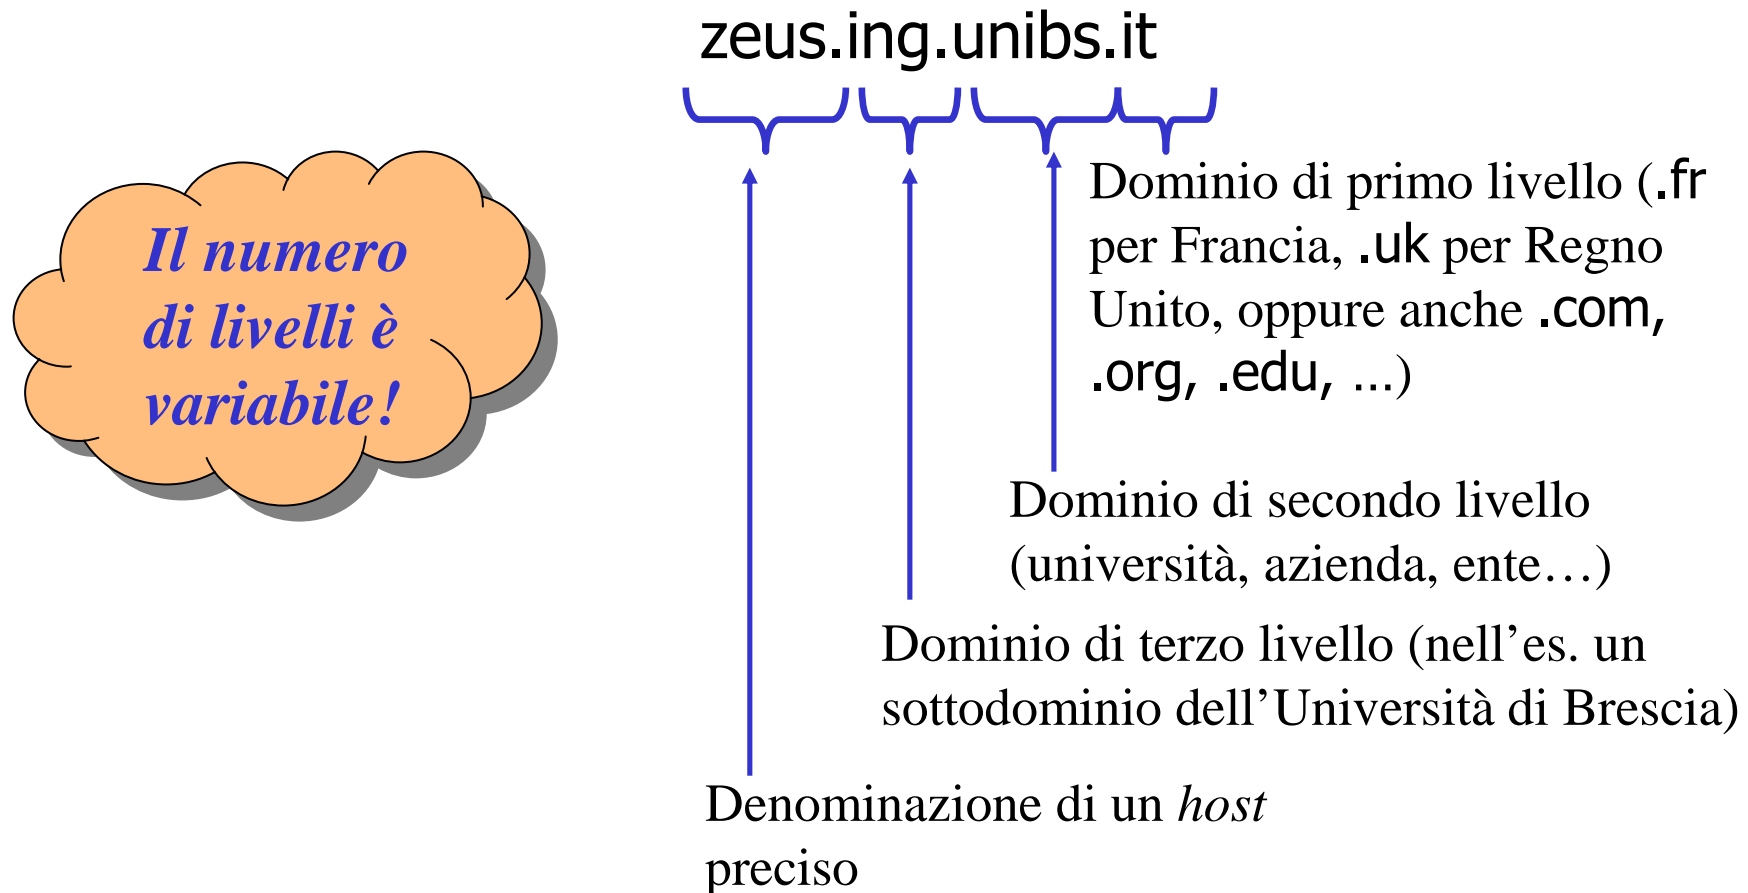 zeus.ing.unibs.it
Il numero
di livelli è
variabile!
Dominio di primo livello (.fr
per Francia, .uk per Regno
Unito, oppure anche .com,
.org, .edu, …)
Dominio di secondo livello
(università, azienda, ente…)
Dominio di terzo livello (nell’es. un
sottodominio dell’Università di Brescia)
Denominazione di un host
preciso